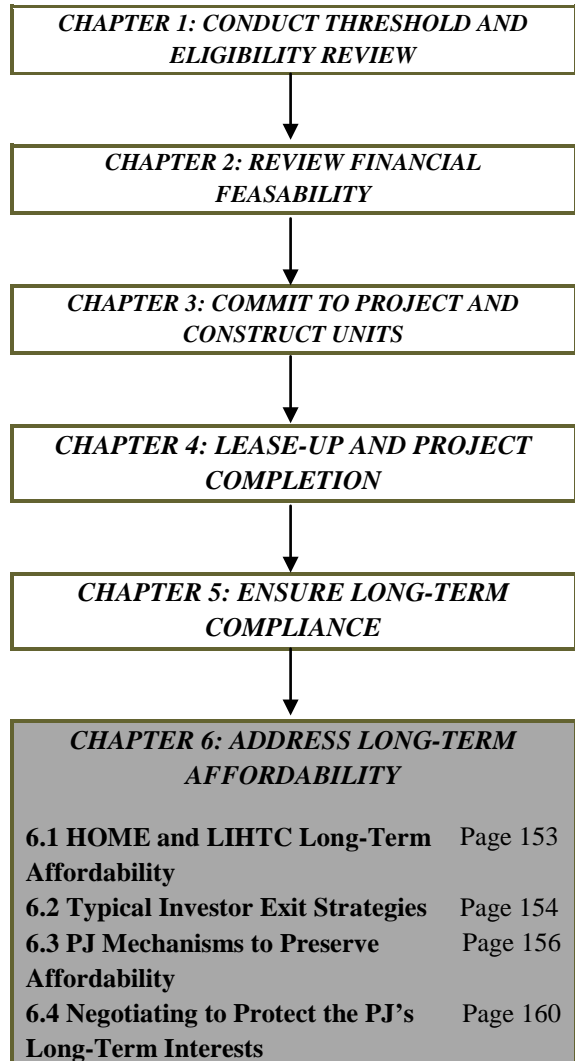 CHAPTER 1: CONDUCT THRESHOLD AND
ELIGIBILITY REVIEW
CHAPTER 2: REVIEW FINANCIAL
FEASABILITY
CHAPTER 3: COMMIT TO PROJECT AND
CONSTRUCT UNITS
CHAPTER 4: LEASE-UP AND PROJECT
COMPLETION
CHAPTER 5: ENSURE LONG-TERM
COMPLIANCE
CHAPTER 6: ADDRESS LONG-TERM
AFFORDABILITY
6.1 HOME and LIHTC Long-Term Page 153
Affordability
6.2 Typical Investor Exit Strategies Page 154
6.3 PJ Mechanisms to Preserve Page 156
Affordability
6.4 Negotiating to Protect the PJ's Page 160
Long-Term Interests